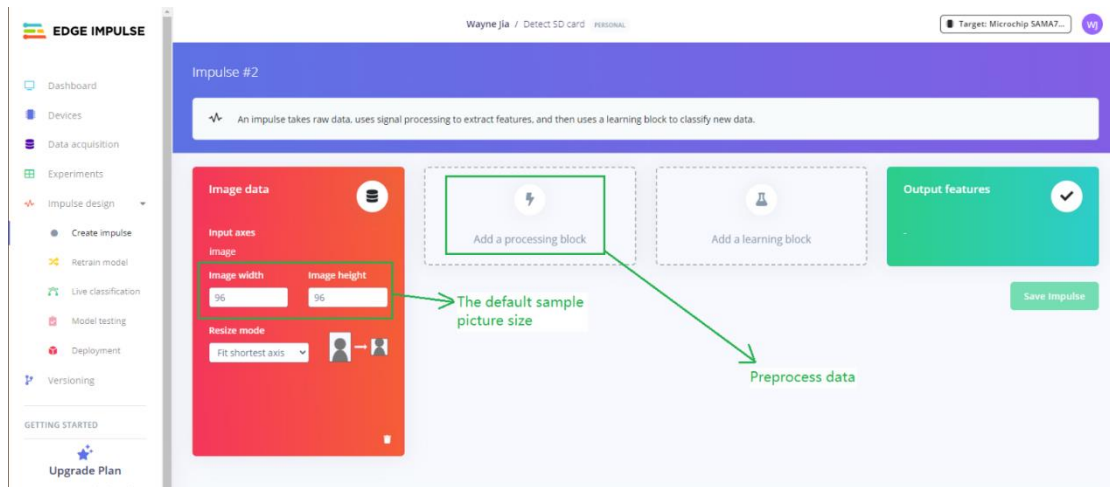 EDGE IMPULSE
Wayne Jia / Detect SD card PERSONAL
Target: Microchip SAMA7...
WJ
Dashboard
Devices
Data acquisition
Experiments
Impulse design
Create impulse
Retrain model
Live classification
Model testing
Deployment
Versioning
GETTING STARTED
Upgrade Plan
Impulse #2
An impulse takes raw data, uses signal processing to extract features, and then uses a learning block to classify new data.
Image data
Input axes
image
Image width Image height
96 96
Resize mode
Fit shortest axis
Add a processing block
Add a learning block
Output features
-
Save Impulse
The default sample
picture size
Preprocess data